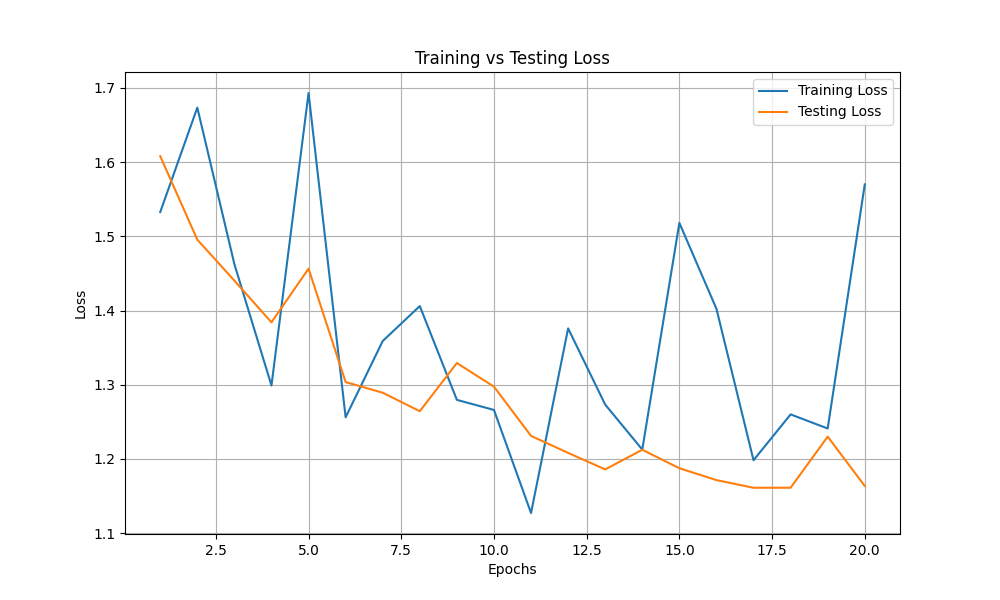 Training vs Testing Loss
Training Loss
Testing Loss
Loss
1.7
1.6
1.5
1.4
1.3
1.2
1.1
2.5 5.0 7.5 10.0 12.5 15.0 17.5 20.0
Epochs